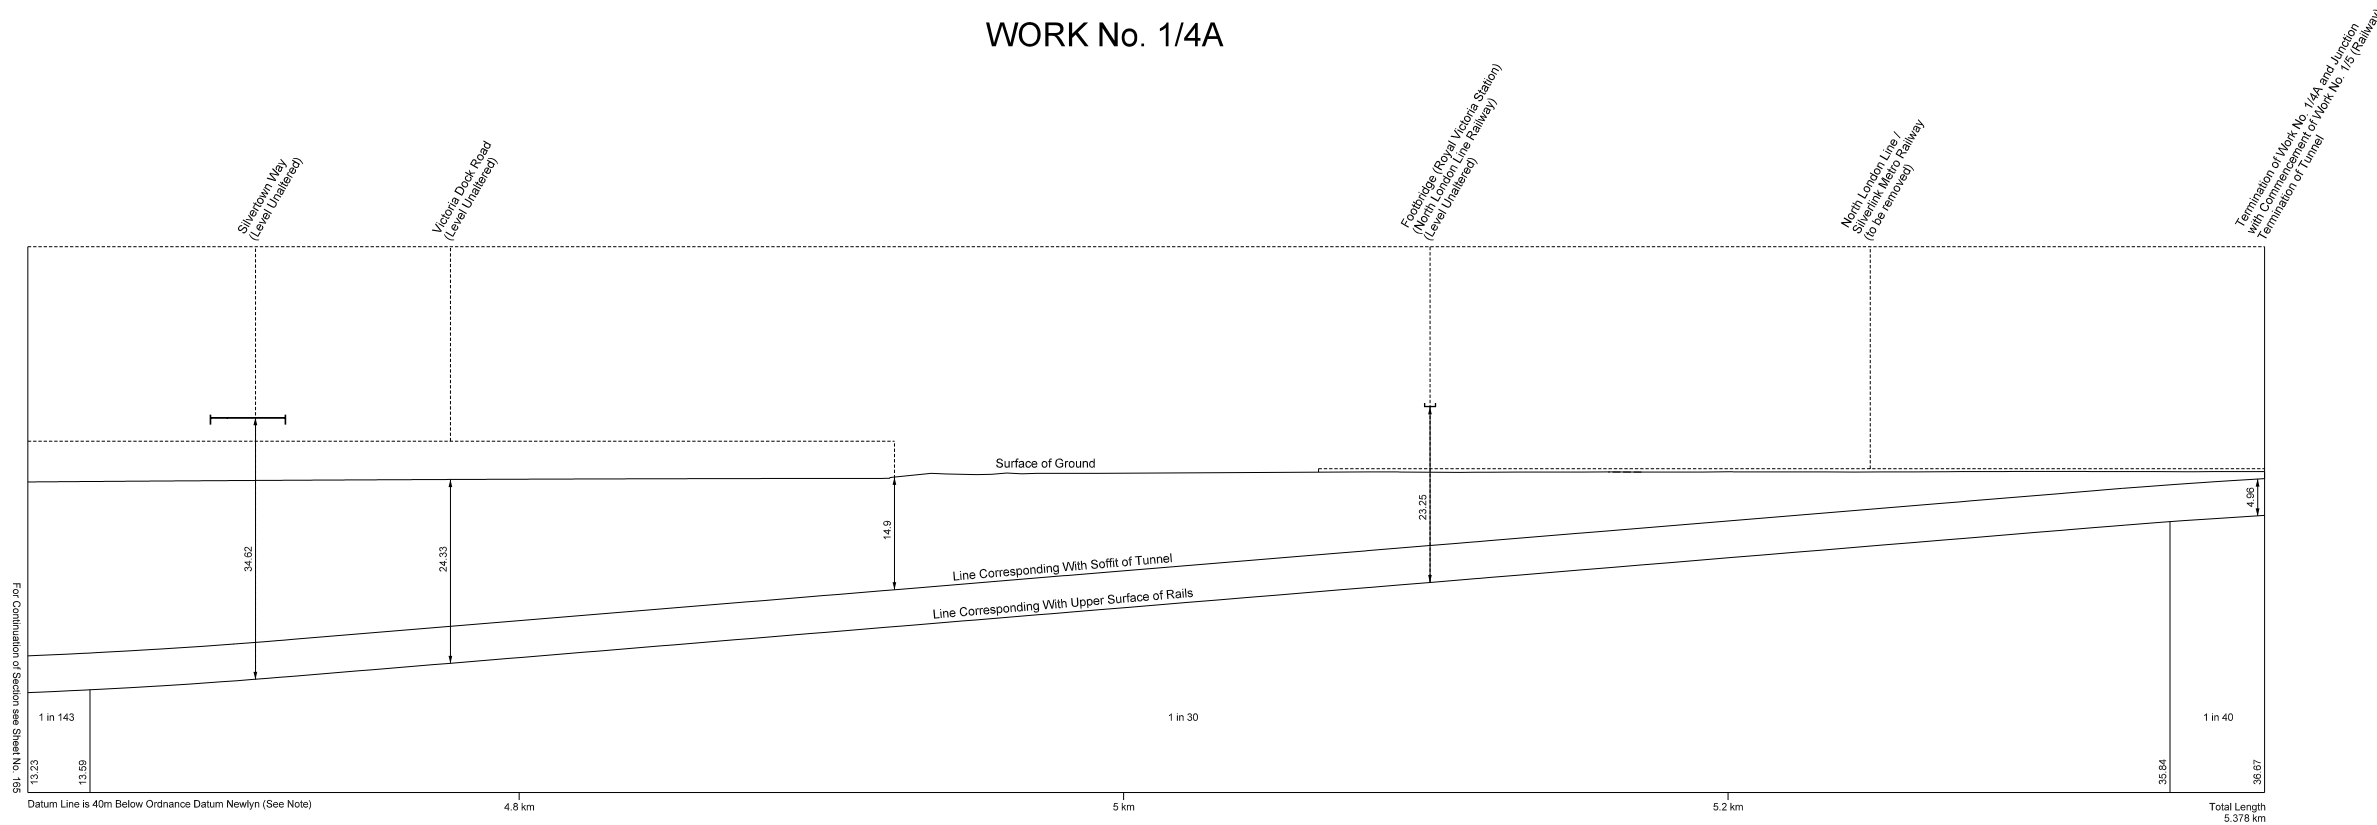 WORK No. 1/4A
Silvertown Way
(Level Unaltered)
Victoria Dock Road
(Level Unaltered)
Footbridge (Royal Victoria Station)
(North London Line Railway)
(Level Unaltered)
North London Line /
Silverlink Metro Railway
(to be removed)
Termination of Work No. 1/4A and Junction
with Commencement of Work No. 1/5 (Railway)
Termination of Tunnel
Surface of Ground
34.62
24.33
14.9
23.25
4.96
Line Corresponding With Soffit of Tunnel
Line Corresponding With Upper Surface of Rails
For Continuation of Section see Sheet No. 165
1 in 143
1 in 30
1 in 40
13.23
13.59
35.84
36.67
Datum Line is 40m Below Ordnance Datum Newlyn (See Note)
4.8 km
5 km
5.2 km
Total Length
5.378 km